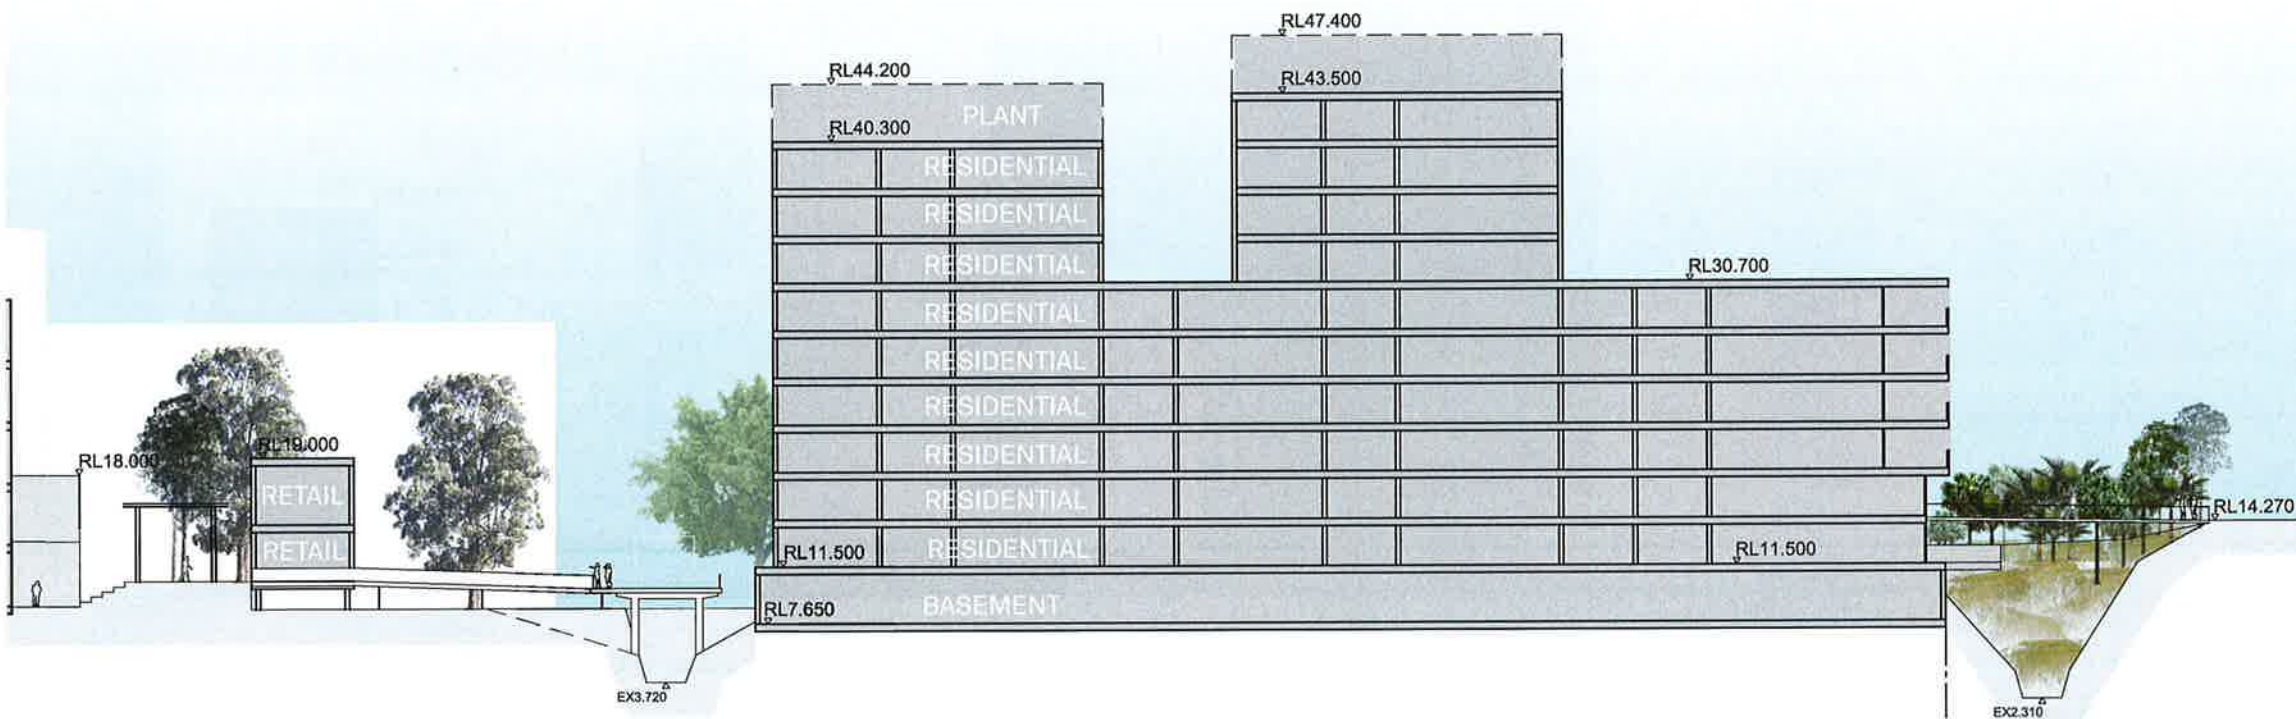 RL47.400
RL44.200
RL43.500
PLANT
RL40.300
RESIDENTIAL
RESIDENTIAL
RESIDENTIAL
RL30.700
RESIDENTIAL
RESIDENTIAL
RESIDENTIAL
RL19.000
RL18.000
RESIDENTIAL
RETAIL
RESIDENTIAL
RL14.270
RETAIL
RESIDENTIAL
RL11.500
RL11.500
RL7.650
BASEMENT
EX3.720
EX2.310